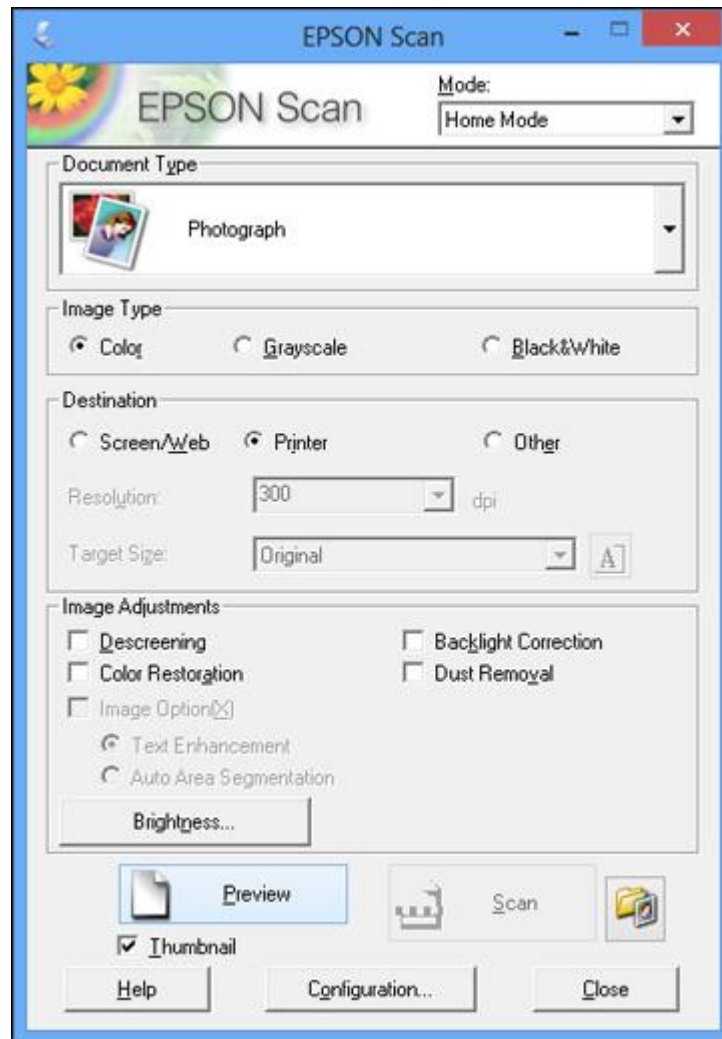 EPSON Scan
EPSON Scan
Mode:
Home Mode
Document Type
Photograph
Image Type
Color Grayscale Black&White
Destination
Screen/Web Printer Other
Resolution: 300 dpi
Target Size: Original A
Image Adjustments
Descreening Backlight Correction
Color Restoration Dust Removal
Image Option(X)
Text Enhancement
Auto Area Segmentation
Brightness...
Preview Scan
Thumbnail
Help Configuration... Close